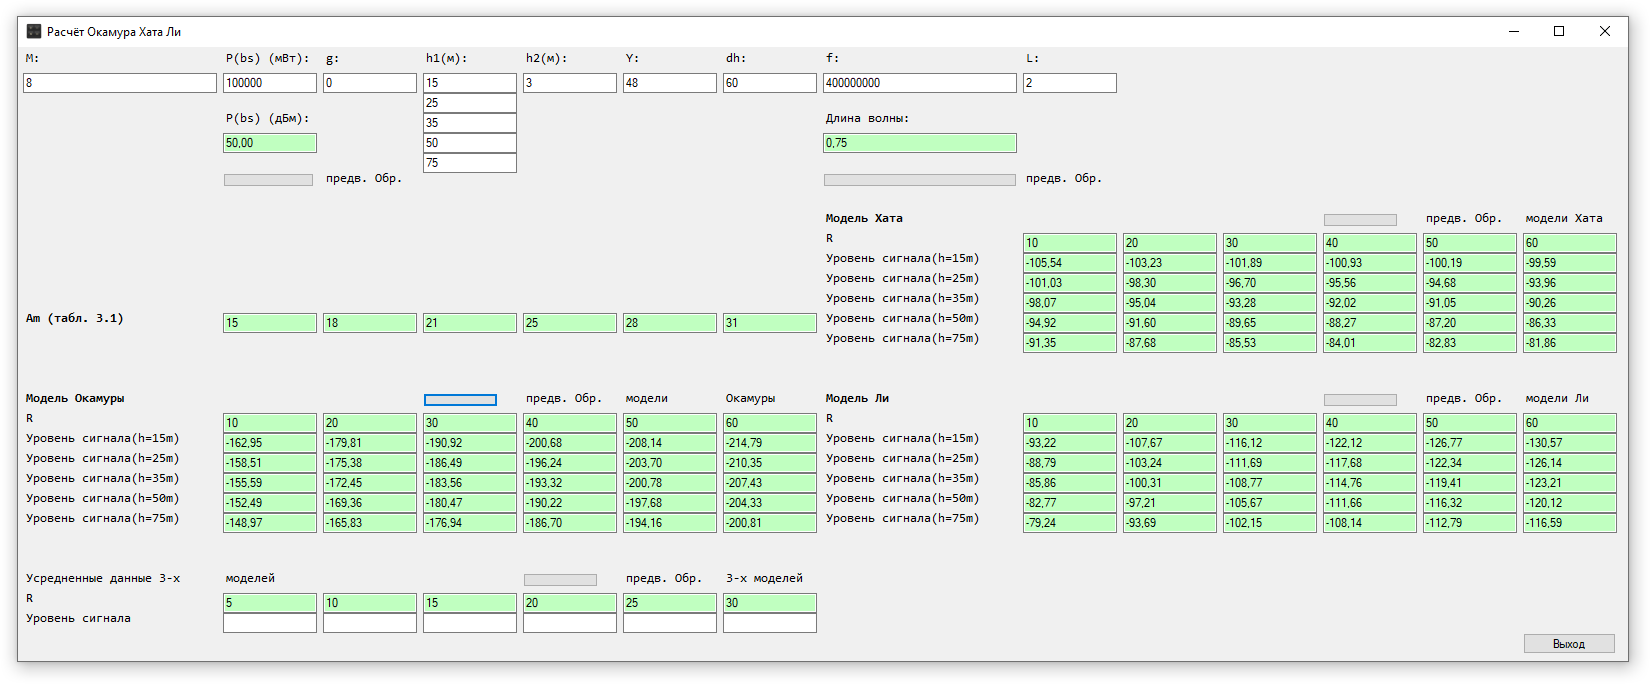 Расчёт Окамура Хата Ли
M: P(bs) (мВт): g: h1(м): h2(м): Y: dh: f: L:
8 100000 0 15 3 48 60 400000000 2
25
P(bs) (дБм): 35 Длина волны:
50,00 50 0,75
75
предв. Обр. предв. Обр.
Модель Хата предв. Обр. модели Хата
R 10 20 30 40 50 60
Уровень сигнала(h=15m) -105,54 -103,23 -101,89 -100,93 -100,19 -99,59
Уровень сигнала(h=25m) -101,03 -98,30 -96,70 -95,56 -94,68 -93,96
Уровень сигнала(h=35m) -98,07 -95,04 -93,28 -92,02 -91,05 -90,26
Am (табл. 3.1) 15 18 21 25 28 31 Уровень сигнала(h=50m) -94,92 -91,60 -89,65 -88,27 -87,20 -86,33
Уровень сигнала(h=75m) -91,35 -87,68 -85,53 -84,01 -82,83 -81,86
Модель Окамуры предв. Обр. модели Окамуры Модель Ли предв. Обр. модели Ли
R 10 20 30 40 50 60 R 10 20 30 40 50 60
Уровень сигнала(h=15m) -162,95 -179,81 -190,92 -200,68 -208,14 -214,79 Уровень сигнала(h=15m) -93,22 -107,67 -116,12 -122,12 -126,77 -130,57
Уровень сигнала(h=25m) -158,51 -175,38 -186,49 -196,24 -203,70 -210,35 Уровень сигнала(h=25m) -88,79 -103,24 -111,69 -117,68 -122,34 -126,14
Уровень сигнала(h=35m) -155,59 -172,45 -183,56 -193,32 -200,78 -207,43 Уровень сигнала(h=35m) -85,86 -100,31 -108,77 -114,76 -119,41 -123,21
Уровень сигнала(h=50m) -152,49 -169,36 -180,47 -190,22 -197,68 -204,33 Уровень сигнала(h=50m) -82,77 -97,21 -105,67 -111,66 -116,32 -120,12
Уровень сигнала(h=75m) -148,97 -165,83 -176,94 -186,70 -194,16 -200,81 Уровень сигнала(h=75m) -79,24 -93,69 -102,15 -108,14 -112,79 -116,59
Усредненные данные 3-х моделей предв. Обр. 3-х моделей
R 5 10 15 20 25 30
Уровень сигнала
Выход